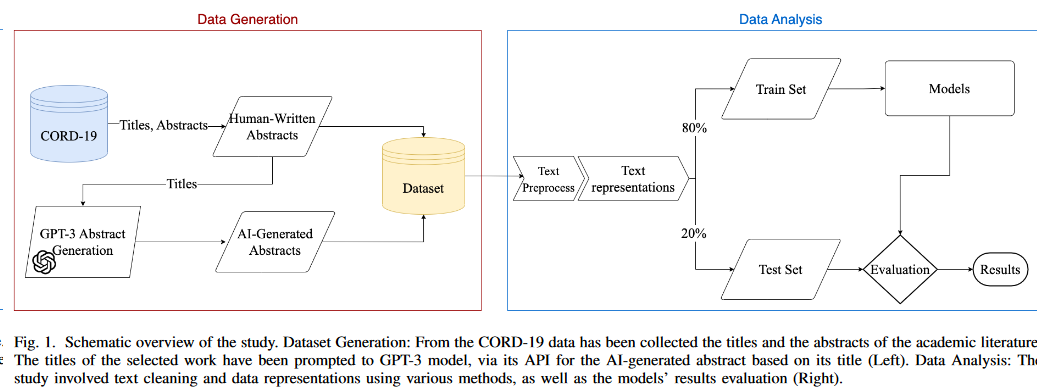 Data Generation
Data Analysis
CORD-19
Titles, Abstracts
Human-Written
Abstracts
Titles
GPT-3 Abstract
Generation
AI-Generated
Abstracts
Dataset
Text
Preprocess
Text
representations
80%
20%
Train Set
Models
Test Set
Evaluation
Results
Fig. 1. Schematic overview of the study. Dataset Generation: From the CORD-19 data has been collected the titles and the abstracts of the academic literature
The titles of the selected work have been prompted to GPT-3 model, via its API for the AI-generated abstract based on its title (Left). Data Analysis: Th
study involved text cleaning and data representations using various methods, as well as the models' results evaluation (Right).